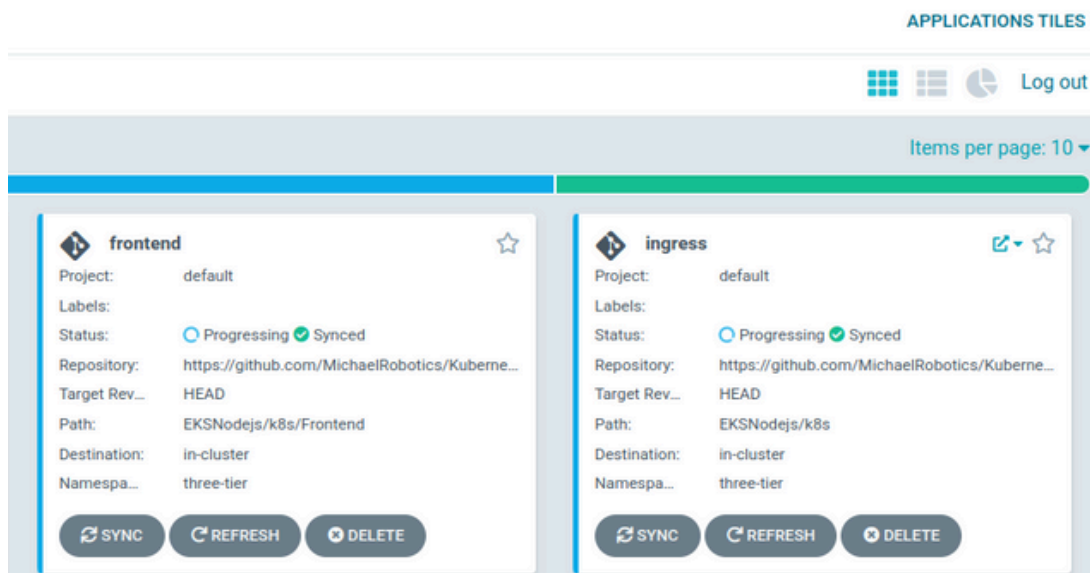 APPLICATIONS TILES
Log out
Items per page: 10
frontend
Project: default
Labels:
Status: Progressing Synced
Repository: https://github.com/MichaelRobotics/Kuberne...
Target Rev... HEAD
Path: EKSNodejs/k8s/Frontend
Destination: in-cluster
Namespa... three-tier
SYNC REFRESH DELETE
ingress
Project: default
Labels:
Status: Progressing Synced
Repository: https://github.com/MichaelRobotics/Kuberne...
Target Rev... HEAD
Path: EKSNodejs/k8s
Destination: in-cluster
Namespa... three-tier
SYNC REFRESH DELETE